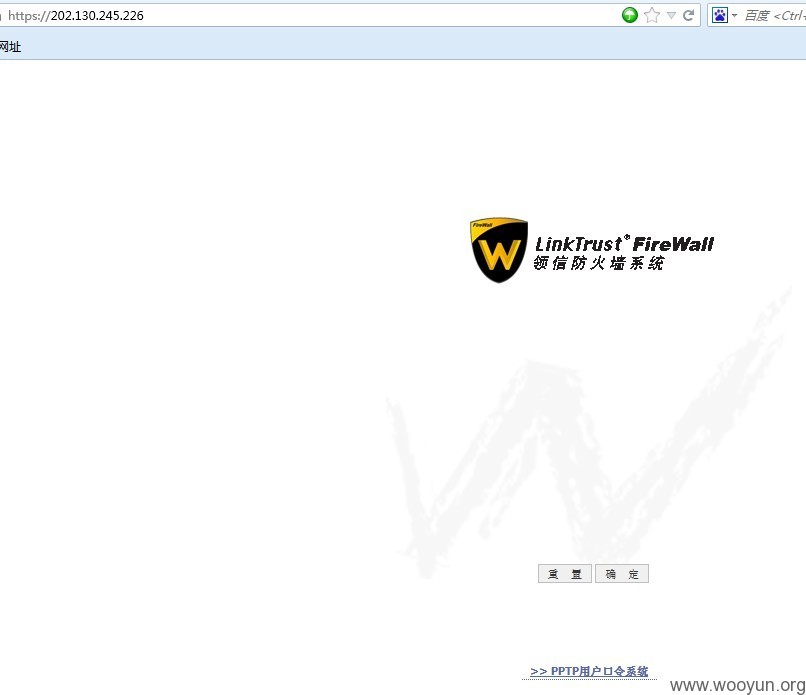 https://202.130.245.226
百度 <Ctrl+
网址
FireWall
W
LinkTrust® FireWall
领信防火墙系统
重 置
确 定
>> PPTP用户口令系统
www.wooyun.org